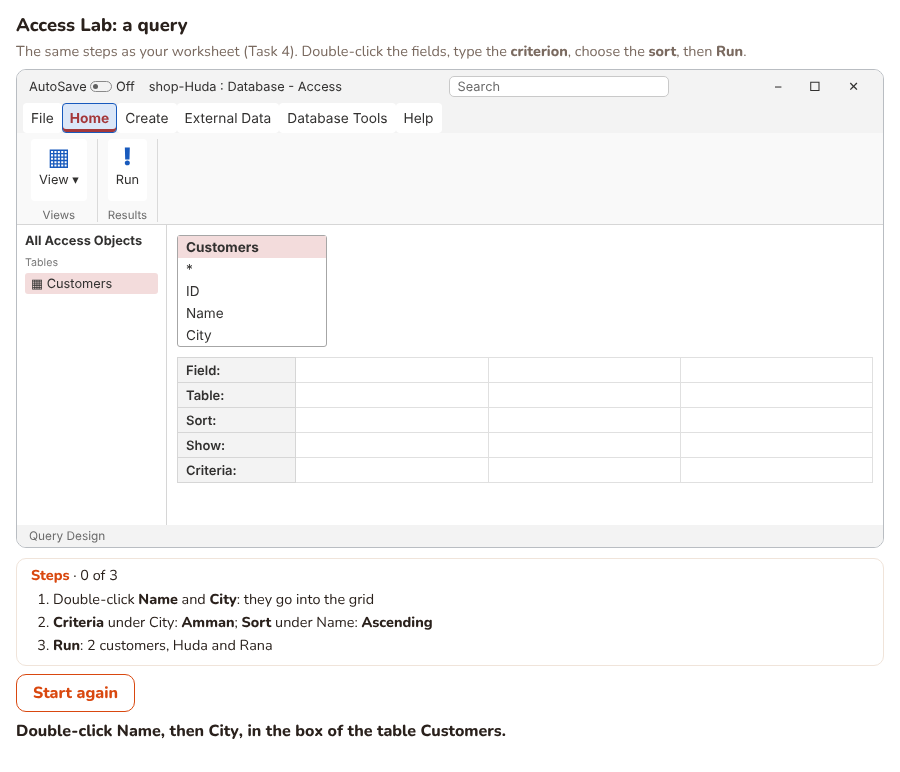 Access Lab: a query
The same steps as your worksheet (Task 4). Double-click the fields, type the criterion, choose the sort, then Run.
AutoSave Off shop-Huda : Database - Access Search
File Home Create External Data Database Tools Help
View ▾ Run
Views Results
All Access Objects
Tables
Customers
Customers
*
ID
Name
City
Field:
Table:
Sort:
Show:
Criteria:
Query Design
Steps · 0 of 3
1. Double-click Name and City: they go into the grid
2. Criteria under City: Amman; Sort under Name: Ascending
3. Run: 2 customers, Huda and Rana
Start again
Double-click Name, then City, in the box of the table Customers.